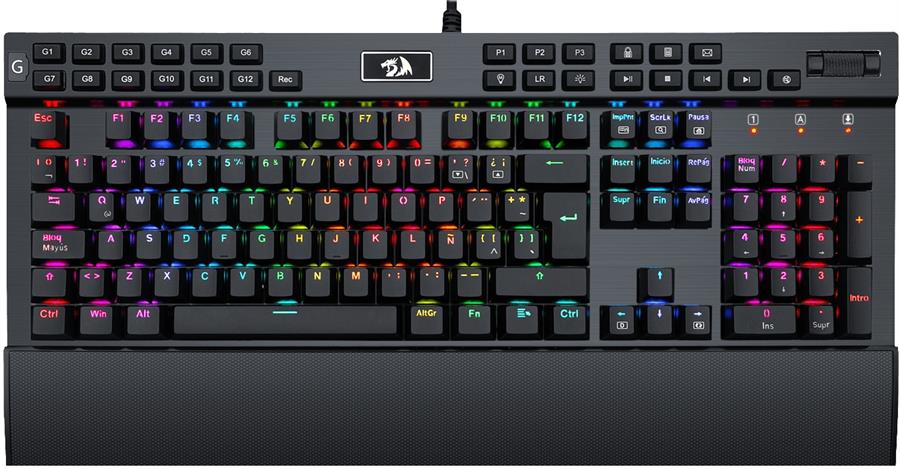 G1 G2 G3 G4 G5 G6 P1 P2 P3
G
G7 G8 G9 G10 G11 G12 Rec LR
Esc F1 F2 F3 F4 F5 F6 F7 F8 F9 F10 F11 F12 ImpPnt ScrLk Pausa 1 A
1! 2" 3# 4$ 5% 6& 7/ 8( 9) 0= '? ¿¡ Insert Inicio RePág Bloq Num / * -
Q @ W E R T Y U I O P +*~ Supr Fin AvPág 7 8 9 +
Bloq Mayus A S D F G H J K L Ñ {[^ }] 4 5 6
<> Z X C V B N M ,; .: -_ 1 2 3 Intro
Ctrl Win Alt AltGr Fn Ctrl 0 Ins . Supr